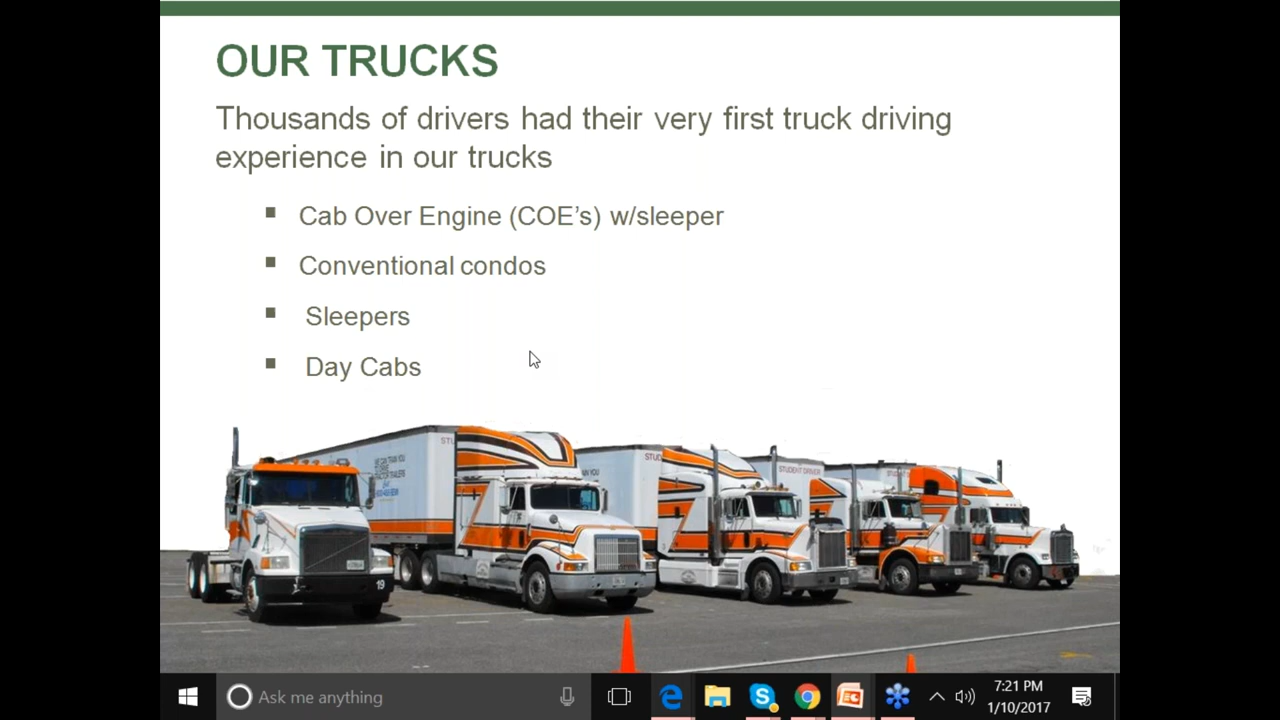 OUR TRUCKS
Thousands of drivers had their very first truck driving
experience in our trucks
Cab Over Engine (COE's) w/sleeper
Conventional condos
Sleepers
Day Cabs
STUDENT DRIVER
19
Ask me anything
7:21 PM
1/10/2017